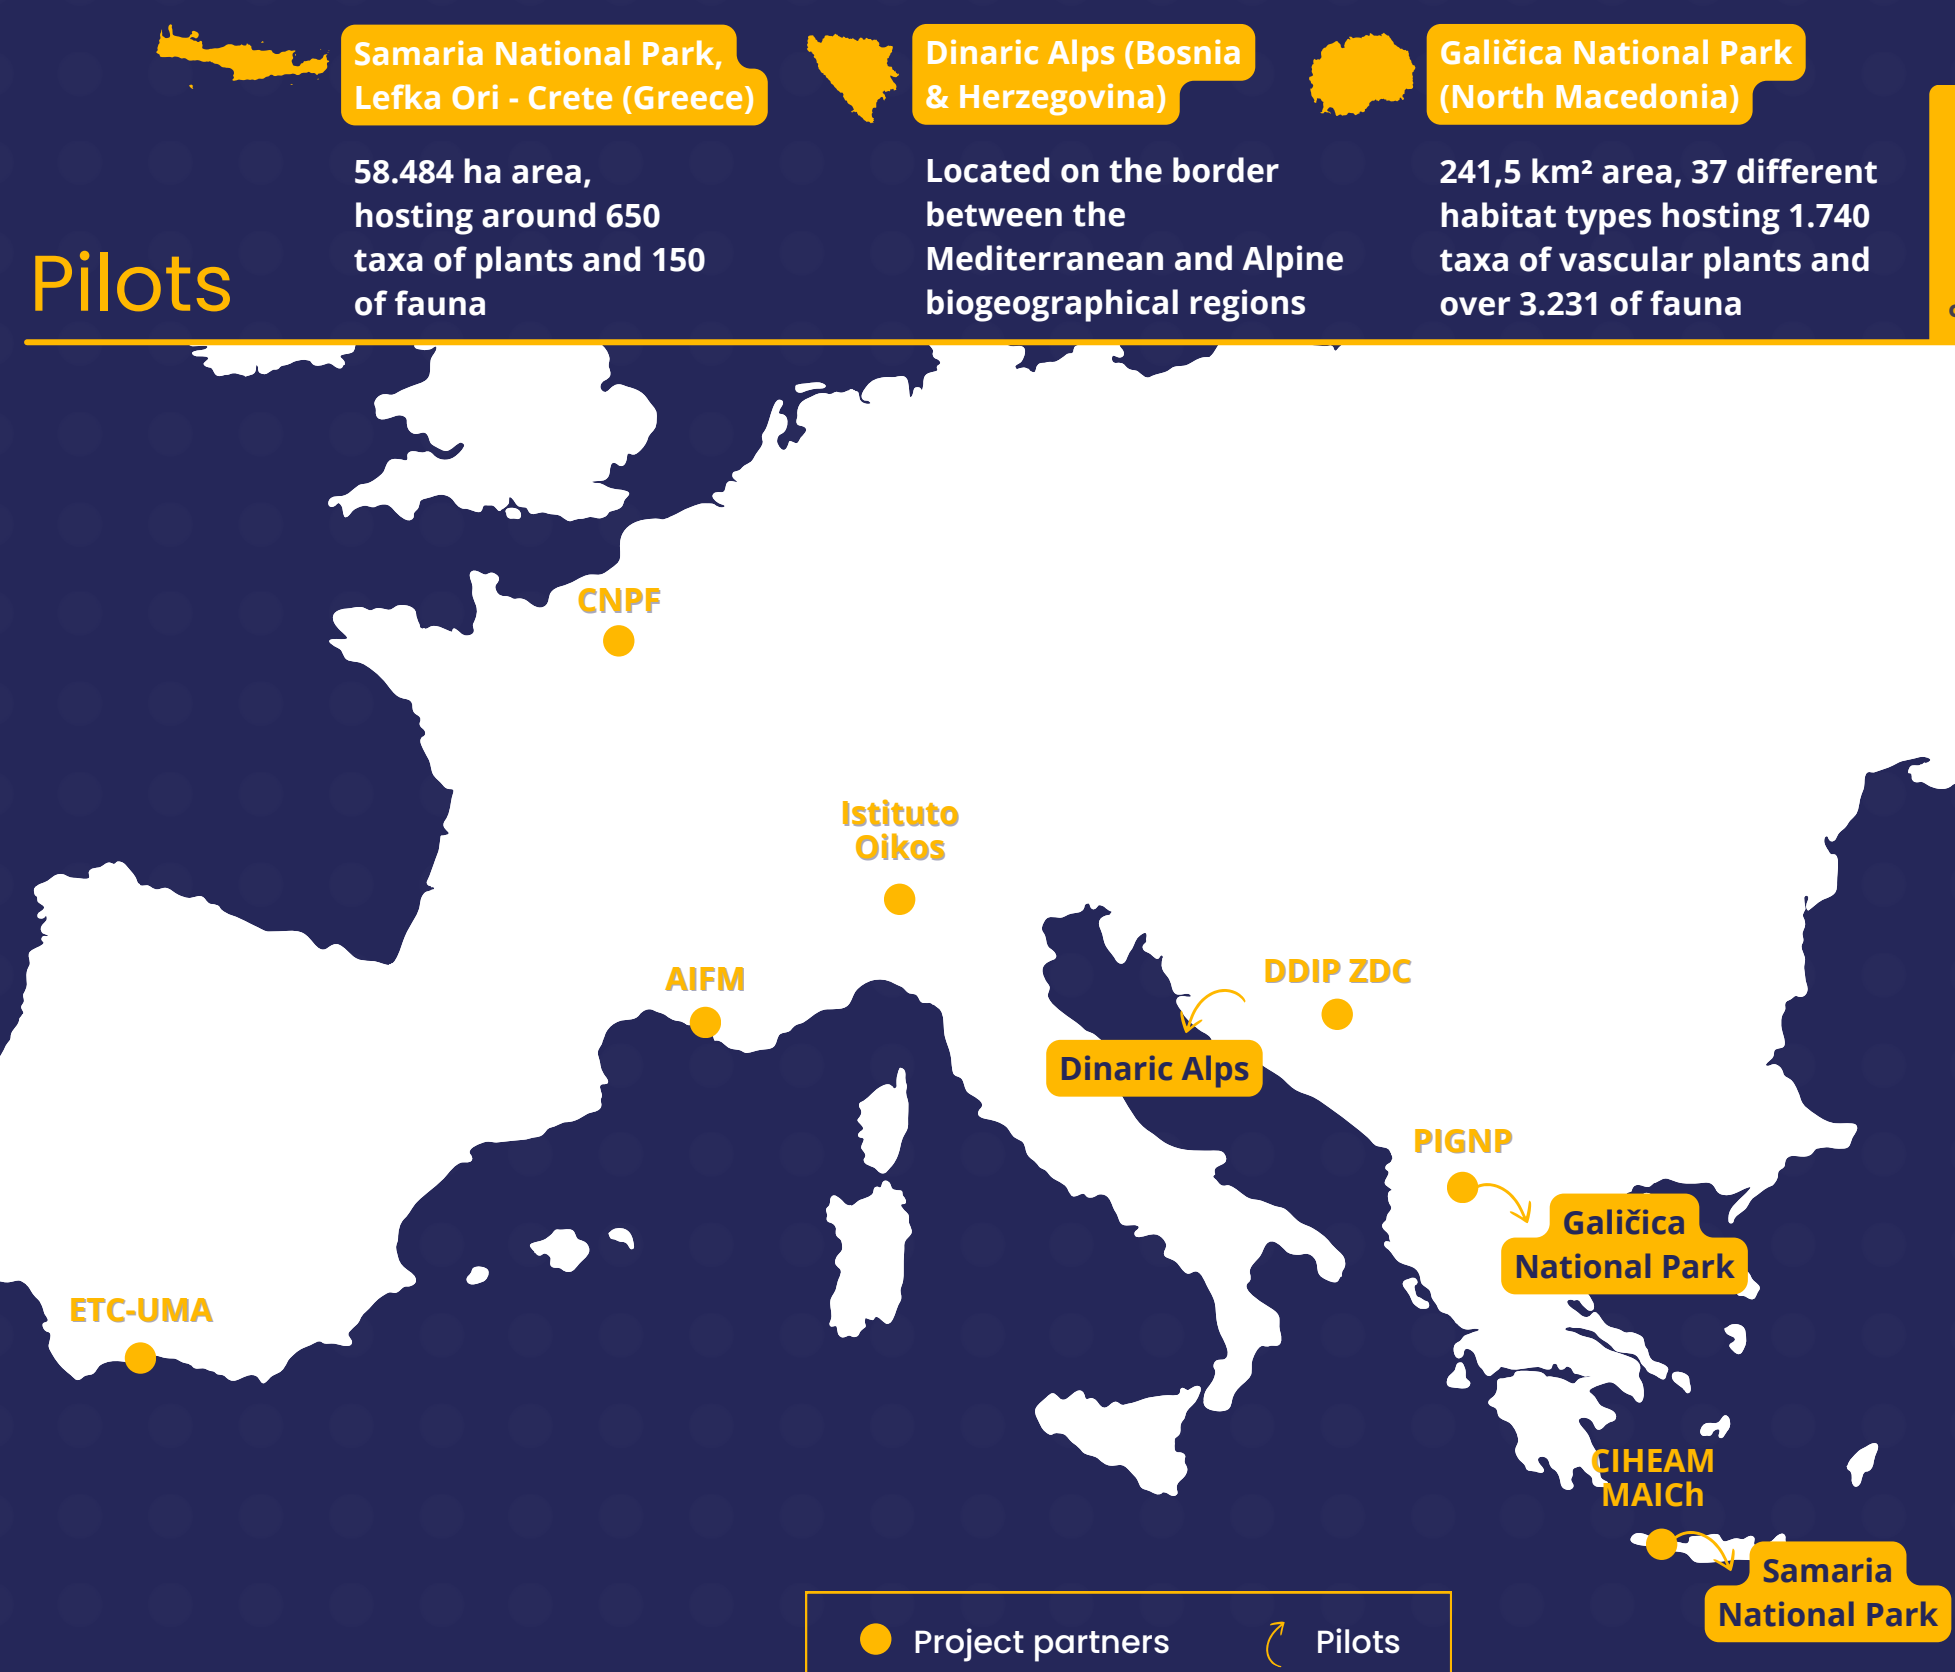 Samaria National Park,
Lefka Ori - Crete (Greece)
58.484 ha area,
hosting around 650
taxa of plants and 150
of fauna
Dinaric Alps (Bosnia
& Herzegovina)
Located on the border
between the
Mediterranean and Alpine
biogeographical regions
Galičica National Park
(North Macedonia)
241,5 km² area, 37 different
habitat types hosting 1.740
taxa of vascular plants and
over 3.231 of fauna
Pilots
CNPF
Istituto
Oikos
AIFM
DDIP ZDC
Dinaric Alps
PIGNP
Galičica
National Park
ETC-UMA
CIHEAM
MAICh
Samaria
National Park
Project partners
Pilots